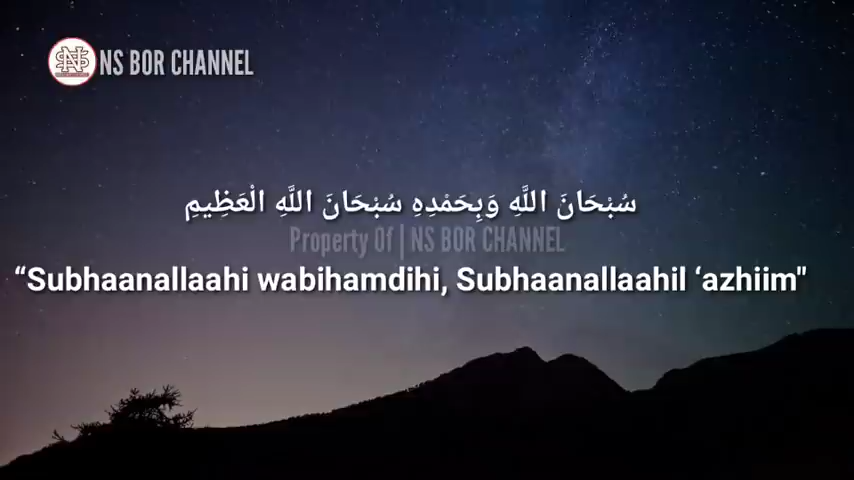 NS BOR CHANNEL
سُبْحَانَ اللَّهِ وَبِحَمْدِهِ سُبْحَانَ اللَّهِ الْعَظِيمِ
Property Of | NS BOR CHANNEL
“Subhaanallaahi wabihamdihi, Subhaanallaahil ‘azhiim"